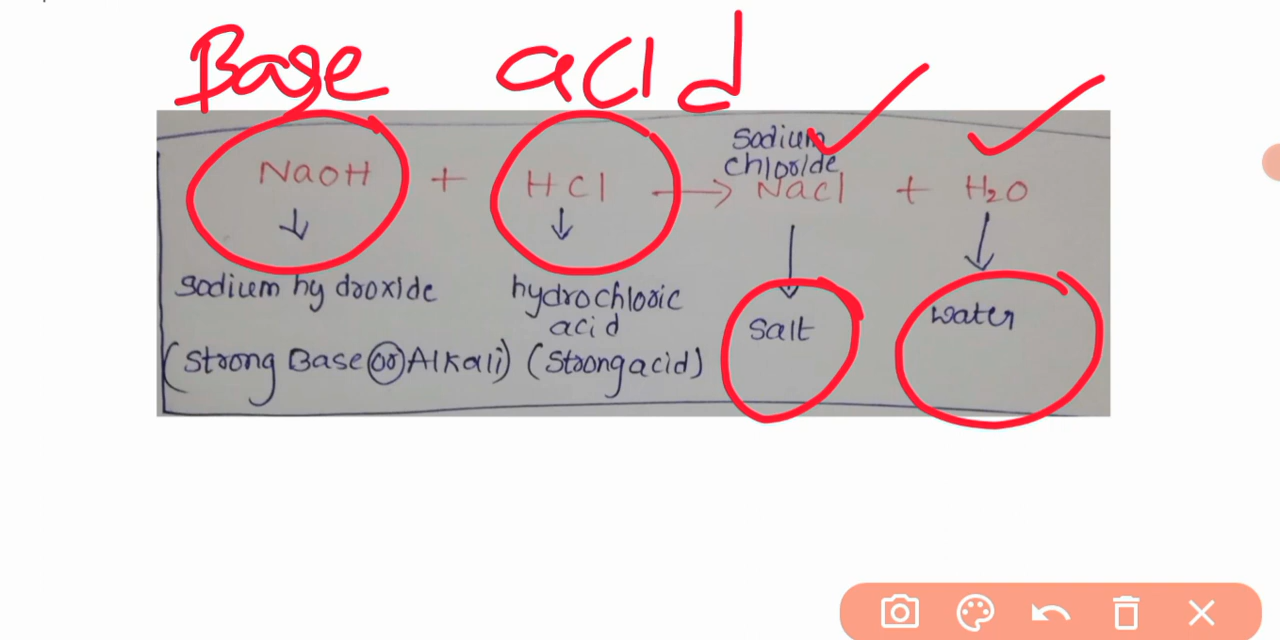 Base acid
Sodium
chloride
NaOH + HCl → NaCl + H₂O
↓ ↓ ↓ ↓
Sodium hydroxide hydrochloric acid Salt water
(Strong Base (or) Alkali) (Strong acid)